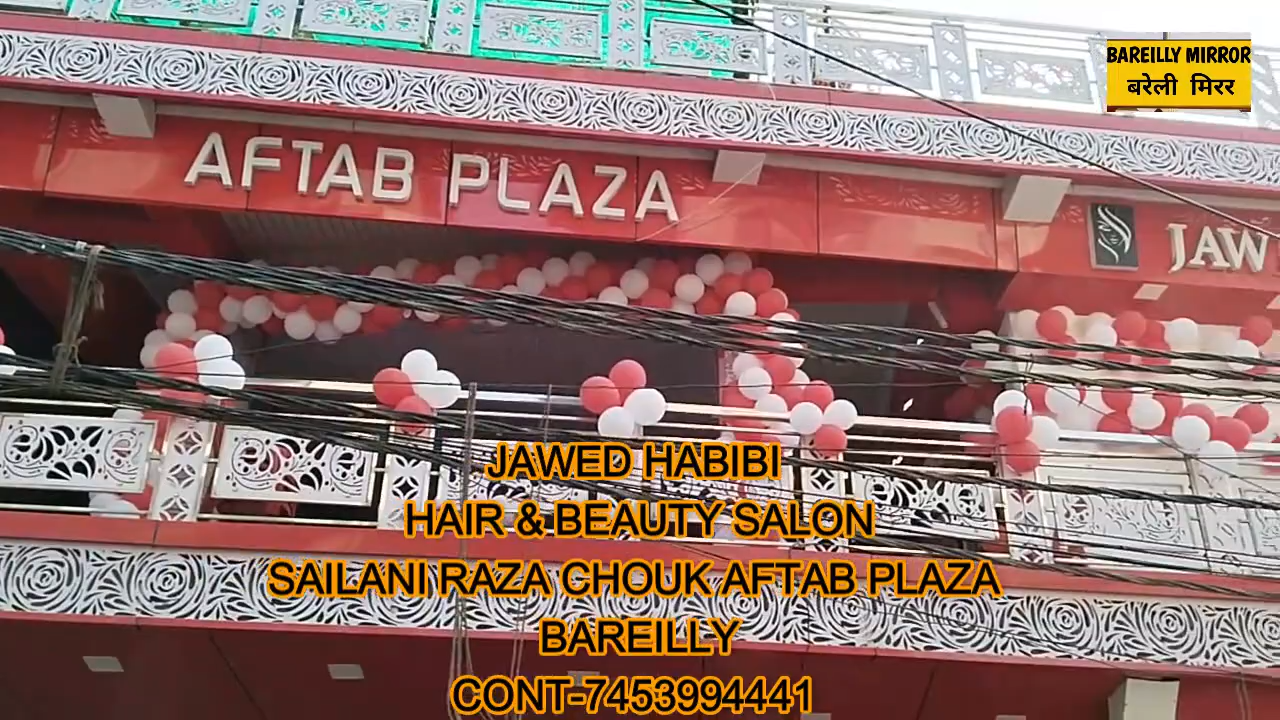 BAREILLY MIRROR
बरेली मिरर
AFTAB PLAZA
JAW
JAWED HABIBI
HAIR & BEAUTY SALON
SAILANI RAZA CHOUK AFTAB PLAZA
BAREILLY
CONT-7453994441